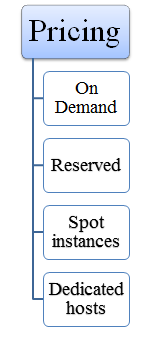 Pricing
On
Demand
Reserved
Spot
instances
Dedicated
hosts